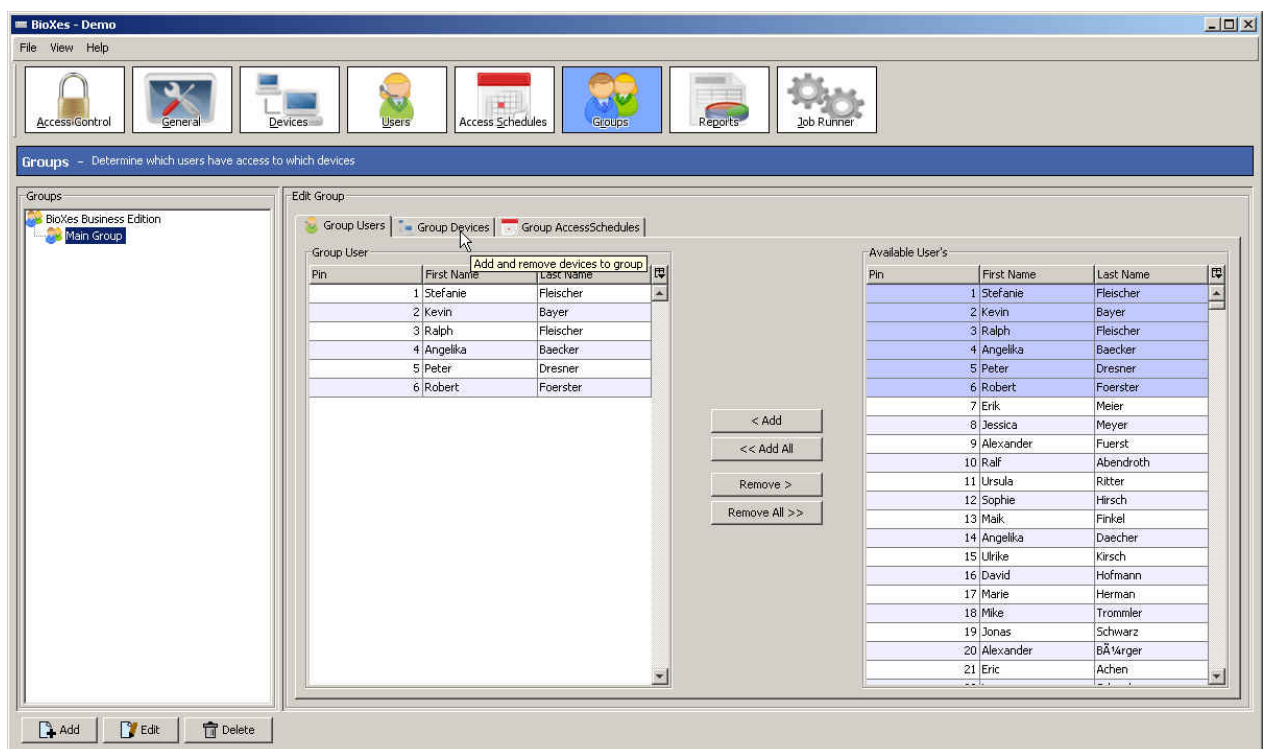 BioXes - Demo
File View Help
Access Control General Devices Users Access Schedules Groups Reports Job Runner
Groups - Determine which users have access to which devices
Groups
BioXes Business Edition
Main Group
Edit Group
Group Users Group Devices Group AccessSchedules
Add and remove devices to group
Group User
Pin First Name Last Name
1 Stefanie Fleischer
2 Kevin Bayer
3 Ralph Fleischer
4 Angelika Baecker
5 Peter Dresner
6 Robert Foerster
< Add
<< Add All
Remove >
Remove All >>
Available User's
Pin First Name Last Name
1 Stefanie Fleischer
2 Kevin Bayer
3 Ralph Fleischer
4 Angelika Baecker
5 Peter Dresner
6 Robert Foerster
7 Erik Meier
8 Jessica Meyer
9 Alexander Fuerst
10 Ralf Abendroth
11 Ursula Ritter
12 Sophie Hirsch
13 Maik Finkel
14 Angelika Daecher
15 Ulrike Kirsch
16 David Hofmann
17 Marie Herman
18 Mike Trommler
19 Jonas Schwarz
20 Alexander BÃ¼rger
21 Eric Achen
Add Edit Delete